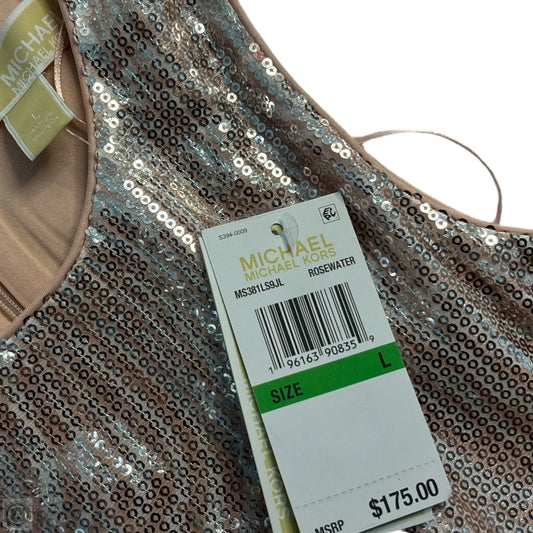 MICHAEL
MICHAEL KORS
L
S394-0009
MICHAEL
MICHAEL KORS
MS381LS9JL ROSEWATER
1 96163 90835 9
SIZE L
MSRP $175.00